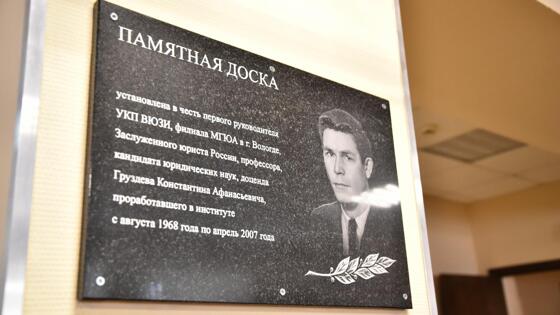 ПАМЯТНАЯ ДОСКА
установлена в честь первого руководителя
УКП ВЮЗИ, филиала МГЮА в г. Вологде,
Заслуженного юриста России, профессора,
кандидата юридических наук, доцента
Груздева Константина Афанасьевича,
проработавшего в институте
с августа 1968 года по апрель 2007 года